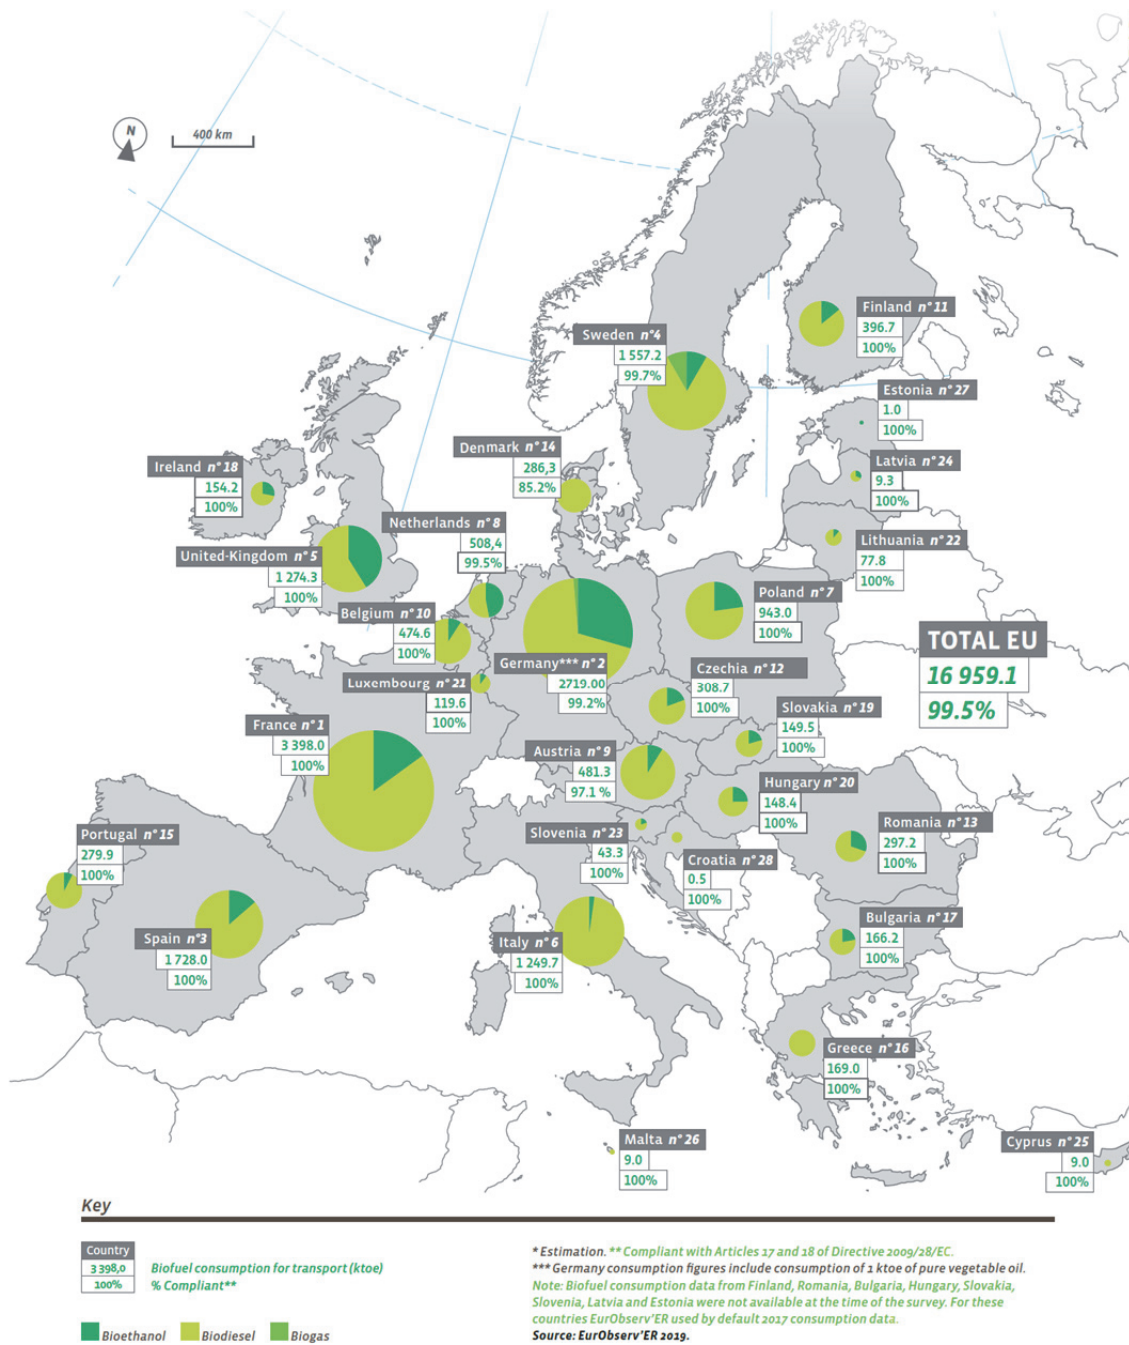 N
400 km
Finland n°11
396.7
100%
Sweden n°4
1 557.2
99.7%
Estonia n°27
1.0
100%
Denmark n°14
286,3
85.2%
Latvia n°24
9.3
100%
Ireland n°18
154.2
100%
Netherlands n°8
508,4
99.5%
Lithuania n°22
77.8
100%
United-Kingdom n°5
1 274.3
100%
Poland n°7
943.0
100%
Belgium n°10
474.6
100%
TOTAL EU
16 959.1
99.5%
Germany*** n°2
2719.00
99.2%
Czechia n°12
308.7
100%
Luxembourg n°21
119.6
100%
Slovakia n°19
149.5
100%
France n°1
3 398.0
100%
Austria n°9
481.3
97.1 %
Hungary n°20
148.4
100%
Romania n°13
297.2
100%
Portugal n°15
279.9
100%
Slovenia n°23
43.3
100%
Croatia n°28
0.5
100%
Bulgaria n°17
166.2
100%
Spain n°3
1 728.0
100%
Italy n°6
1 249.7
100%
Greece n°16
169.0
100%
Malta n°26
9.0
100%
Cyprus n°25
9.0
100%
Key
Country
3 398,0
100%
Biofuel consumption for transport (ktoe)
% Compliant**
Bioethanol
Biodiesel
Biogas
* Estimation. ** Compliant with Articles 17 and 18 of Directive 2009/28/EC.
*** Germany consumption figures include consumption of 1 ktoe of pure vegetable oil.
Note: Biofuel consumption data from Finland, Romania, Bulgaria, Hungary, Slovakia,
Slovenia, Latvia and Estonia were not available at the time of the survey. For these
countries EurObserv'ER used by default 2017 consumption data.
Source: EurObserv'ER 2019.